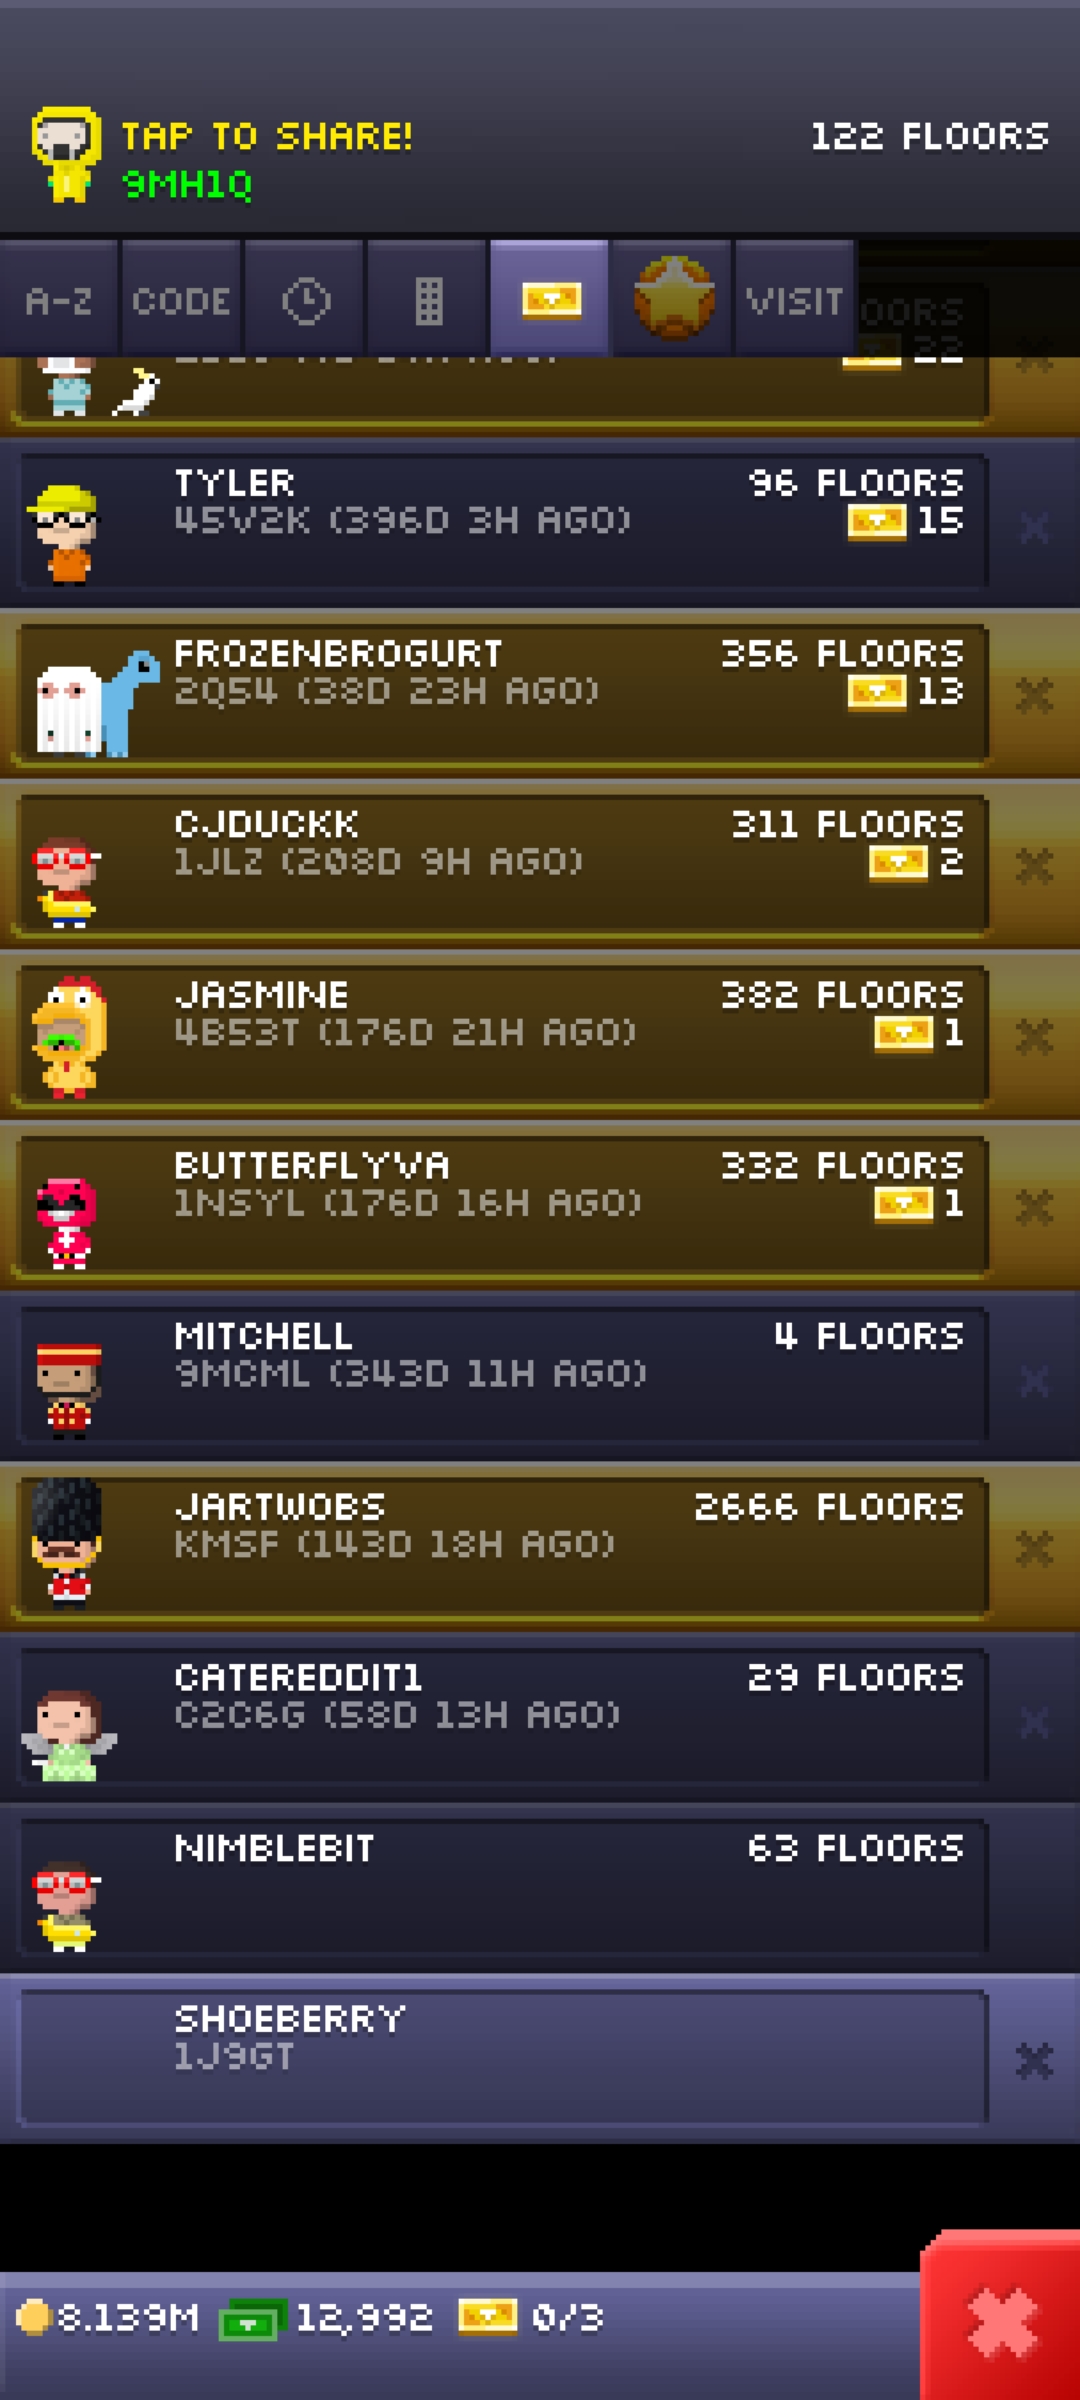 TAP TO SHARE!
122 FLOORS
9MH1Q
A-Z CODE VISIT
22
TYLER 96 FLOORS
45V2K (396D 3H AGO) 15
FROZENBROGURT 356 FLOORS
2Q54 (38D 23H AGO) 13
CJDUCKK 311 FLOORS
1JLZ (208D 9H AGO) 2
JASMINE 382 FLOORS
4B53T (176D 21H AGO) 1
BUTTERFLYVA 332 FLOORS
1NSYL (176D 16H AGO) 1
MITCHELL 4 FLOORS
9MCML (343D 11H AGO)
JARTWOBS 2666 FLOORS
KMSF (143D 18H AGO)
CATEREDDIT1 29 FLOORS
C2C6G (58D 13H AGO)
NIMBLEBIT 63 FLOORS
SHOEBERRY
1J9GT
8.139M 12,992 0/3